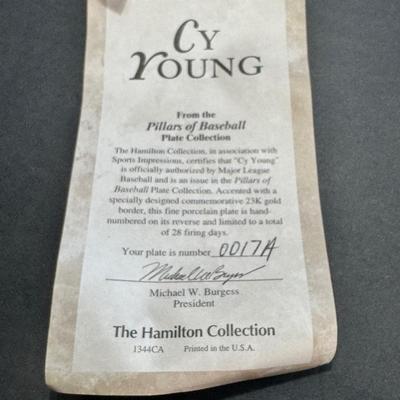 CY
YOUNG
From the
Pillars of Baseball
Plate Collection
The Hamilton Collection, in association with
Sports Impressions, certifies that "Cy Young"
is officially authorized by Major League
Baseball and is an issue in the Pillars of
Baseball Plate Collection. Accented with a
specially designed commemorative 23K gold
border, this fine porcelain plate is hand-
numbered on its reverse and limited to a total
of 28 firing days.
Your plate is number 0017A
Michael W. Burgess
Michael W. Burgess
President
The Hamilton Collection
1344CA Printed in the U.S.A.